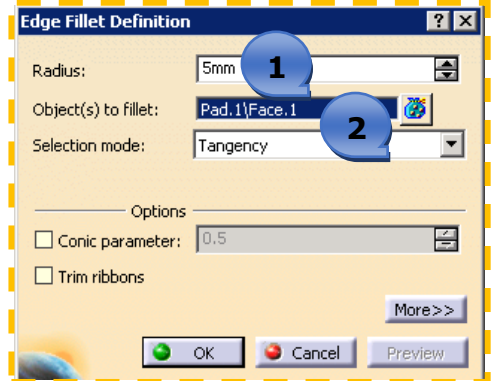 Edge Fillet Definition ? X
Radius: 5mm 1
Object(s) to fillet: Pad.1\Face.1 2
Selection mode: Tangency
Options
Conic parameter: 0.5
Trim ribbons
More>>
OK Cancel Preview